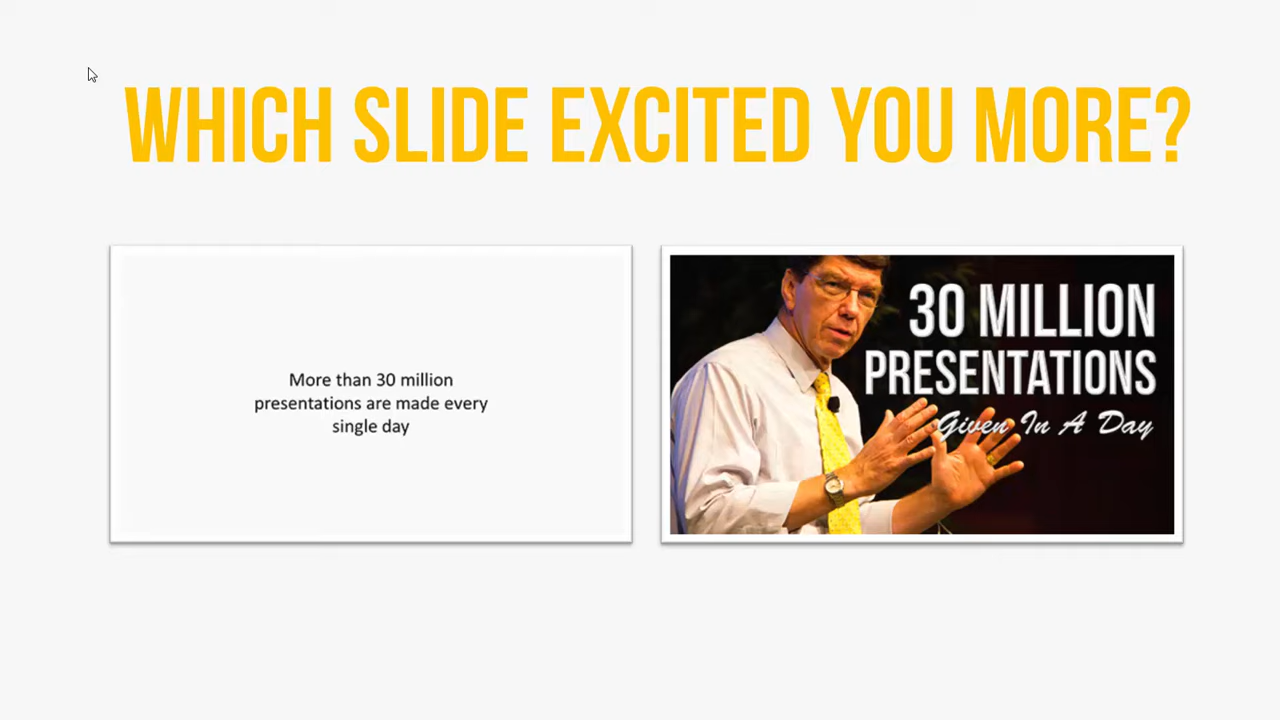 WHICH SLIDE EXCITED YOU MORE?
More than 30 million
presentations are made every
single day
30 MILLION
PRESENTATIONS
Given In A Day